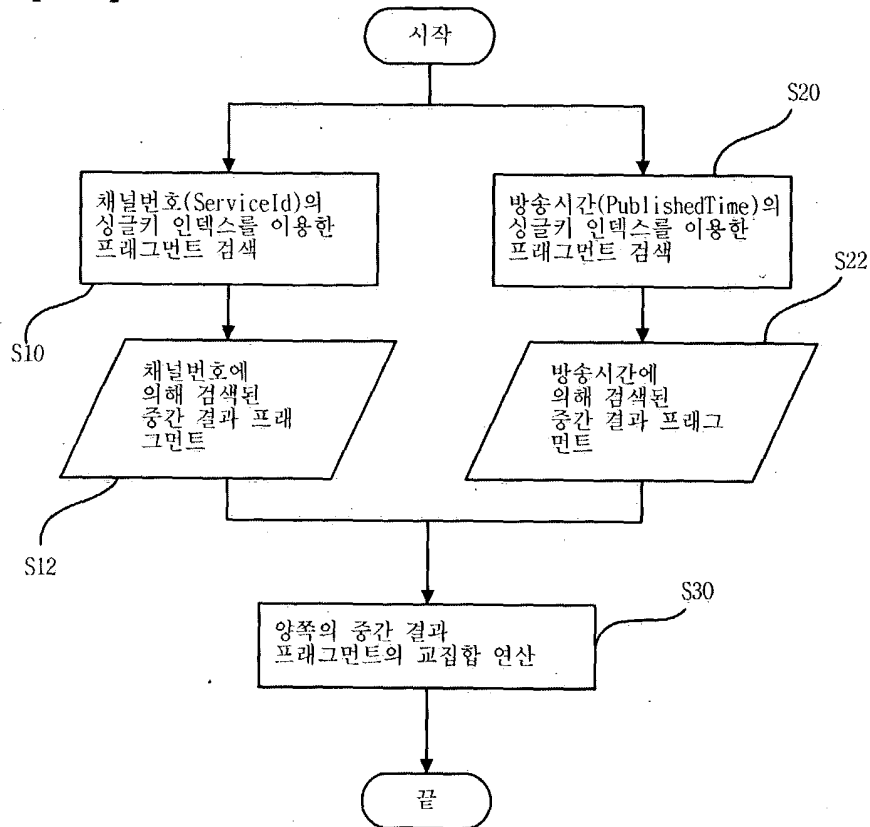 시작
S20
채널번호(ServiceId)의
싱글키 인덱스를 이용한
프래그먼트 검색
방송시간(PublishedTime)의
싱글키 인덱스를 이용한
프래그먼트 검색
S22
S10
채널번호에
의해 검색된
중간 결과 프래
그먼트
방송시간에
의해 검색된
중간 결과 프래그
먼트
S12
S30
양쪽의 중간 결과
프래그먼트의 교집합 연산
끝